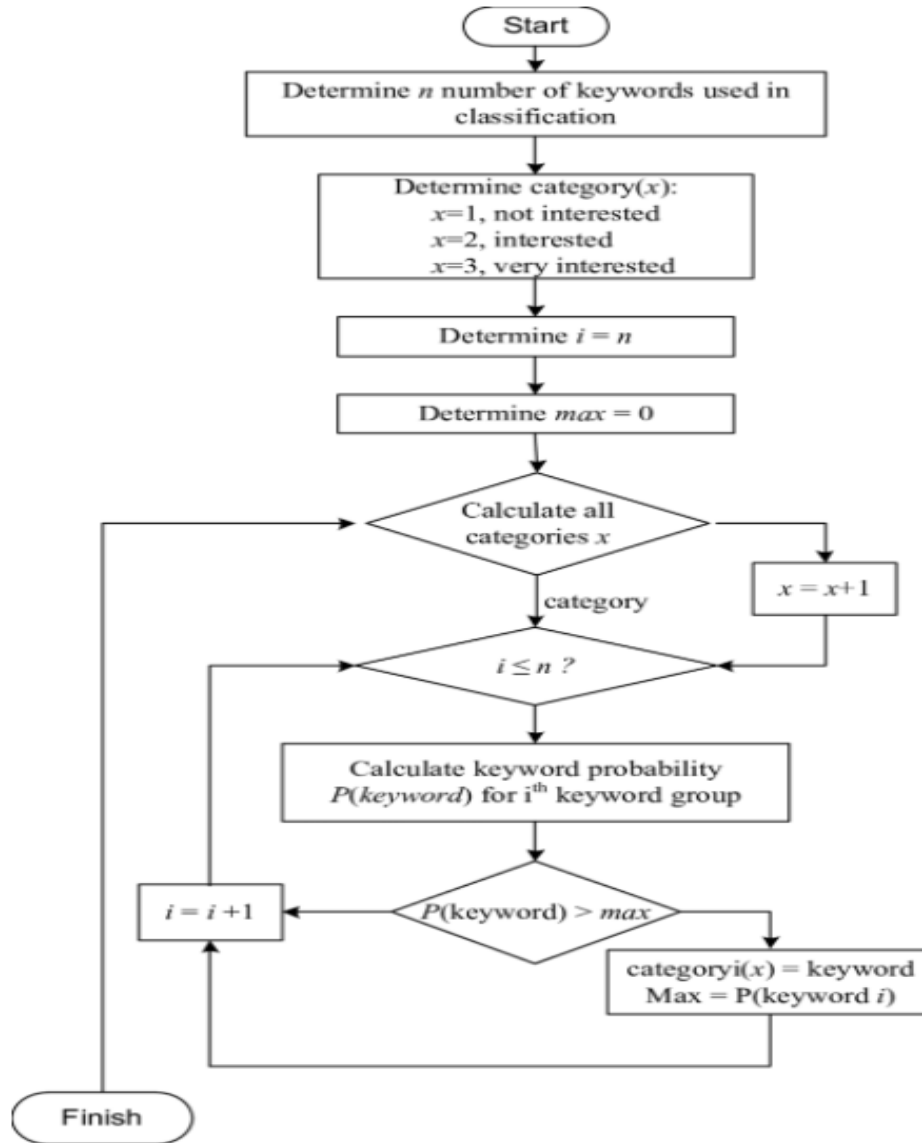 Start
Determine n number of keywords used in
classification
Determine category(x):
x=1, not interested
x=2, interested
x=3, very interested
Determine i = n
Determine max = 0
Calculate all
categories x
x = x+1
category
i ≤ n ?
Calculate keyword probability
P(keyword) for iᵗʰ keyword group
P(keyword) > max
i = i +1
categoryi(x) = keyword
Max = P(keyword i)
Finish